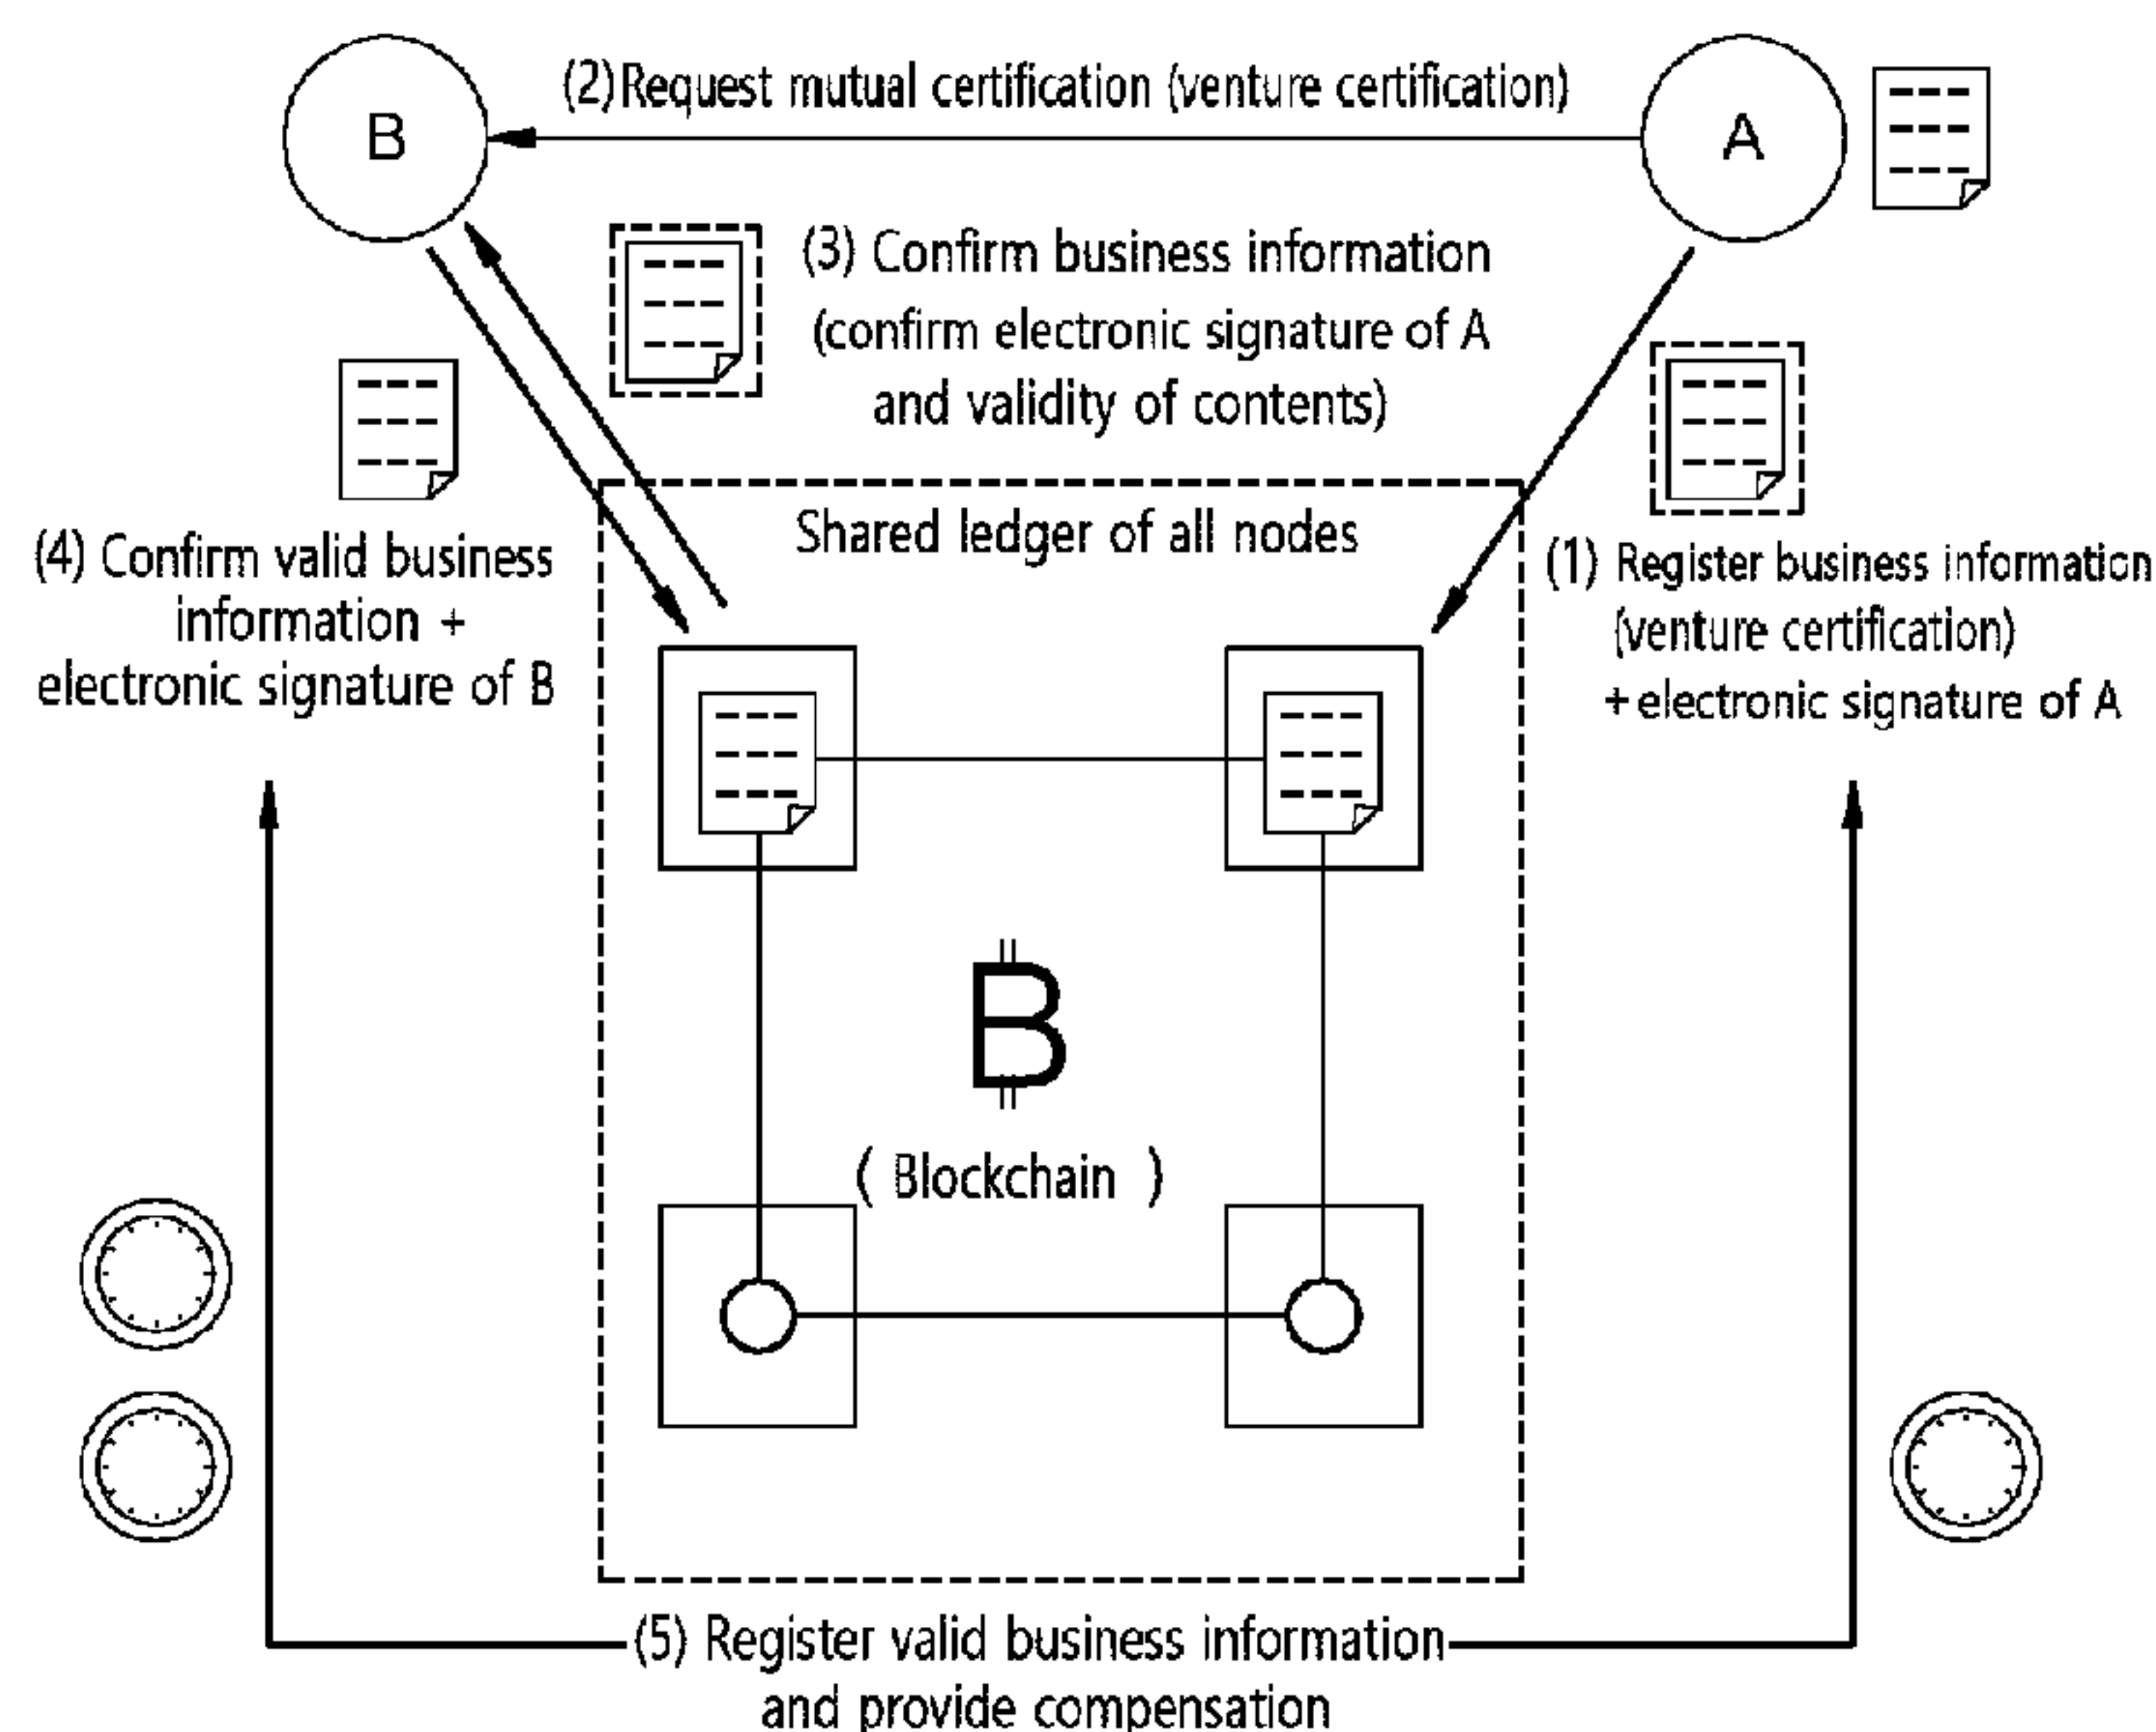 (2)Request mutual certification (venture certification)
B
A
(3) Confirm business information
(confirm electronic signature of A
and validity of contents)
Shared ledger of all nodes
(4) Confirm valid business
information +
electronic signature of B
(1) Register business information
(venture certification)
+electronic signature of A
B
( Blockchain )
(5) Register valid business information
and provide compensation